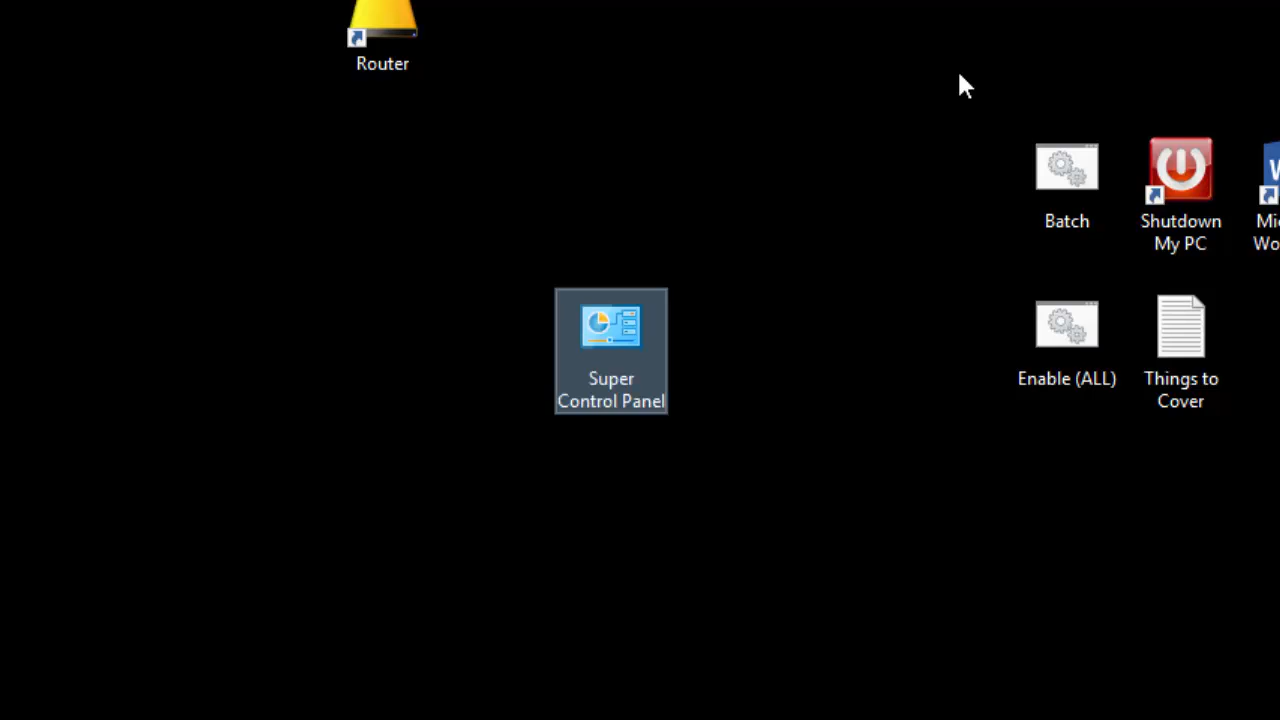 Router
Batch
Shutdown
My PC
Super
Control Panel
Enable (ALL)
Things to
Cover